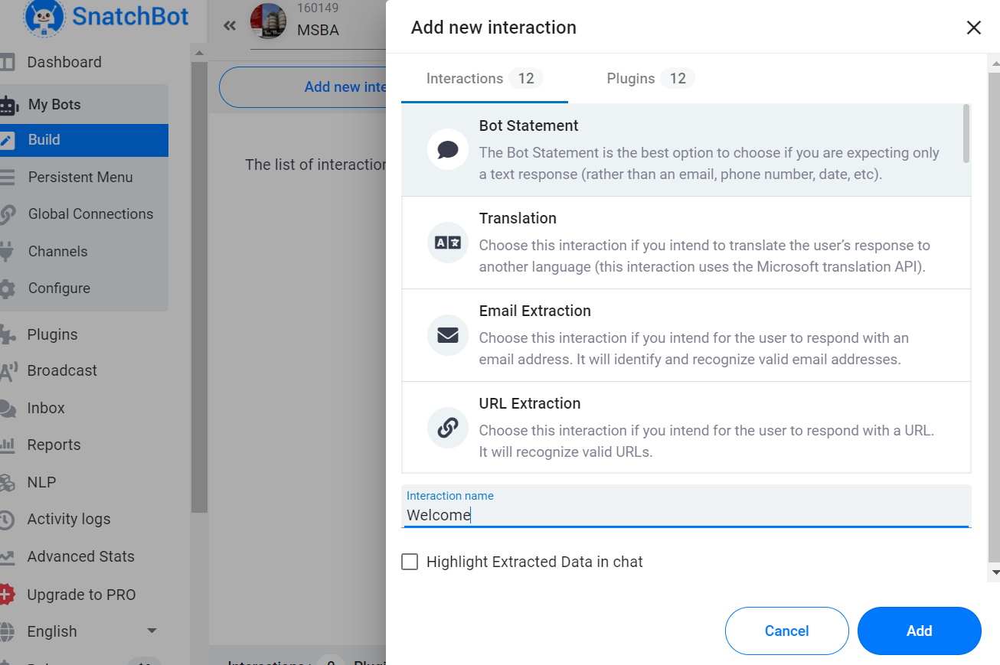 SnatchBot
Dashboard
My Bots
Build
Persistent Menu
Global Connections
Channels
Configure
Plugins
Broadcast
Inbox
Reports
NLP
Activity logs
Advanced Stats
Upgrade to PRO
English
160149
MSBA
Add new inte
The list of interaction
Add new interaction
Interactions 12
Plugins 12
Bot Statement
The Bot Statement is the best option to choose if you are expecting only
a text response (rather than an email, phone number, date, etc).
Translation
Choose this interaction if you intend to translate the user’s response to
another language (this interaction uses the Microsoft translation API).
Email Extraction
Choose this interaction if you intend for the user to respond with an
email address. It will identify and recognize valid email addresses.
URL Extraction
Choose this interaction if you intend for the user to respond with a URL.
It will recognize valid URLs.
Interaction name
Welcome
Highlight Extracted Data in chat
Cancel
Add